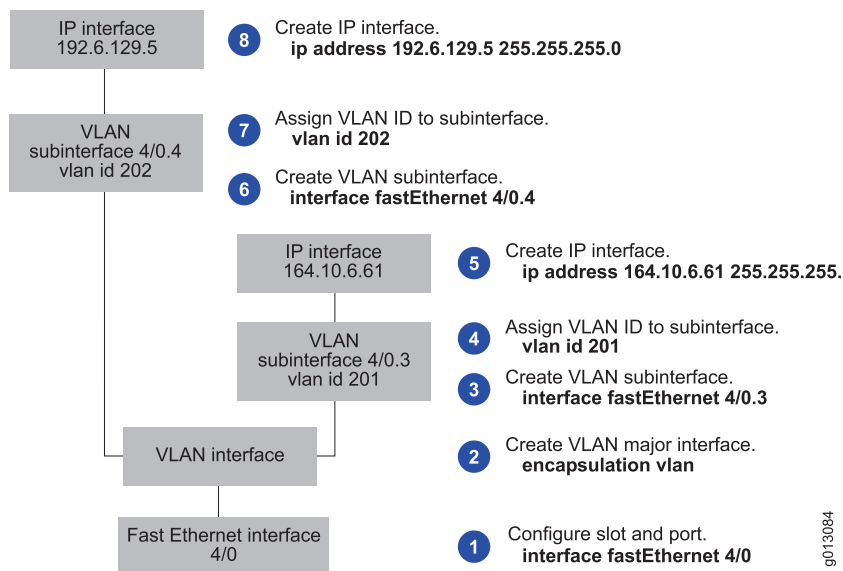 IP interface
192.6.129.5
8
Create IP interface.
ip address 192.6.129.5 255.255.255.0
VLAN
subinterface 4/0.4
vlan id 202
7
Assign VLAN ID to subinterface.
vlan id 202
6
Create VLAN subinterface.
interface fastEthernet 4/0.4
IP interface
164.10.6.61
5
Create IP interface.
ip address 164.10.6.61 255.255.255.
VLAN
subinterface 4/0.3
vlan id 201
4
Assign VLAN ID to subinterface.
vlan id 201
3
Create VLAN subinterface.
interface fastEthernet 4/0.3
VLAN interface
2
Create VLAN major interface.
encapsulation vlan
Fast Ethernet interface
4/0
1
Configure slot and port.
interface fastEthernet 4/0
g013084